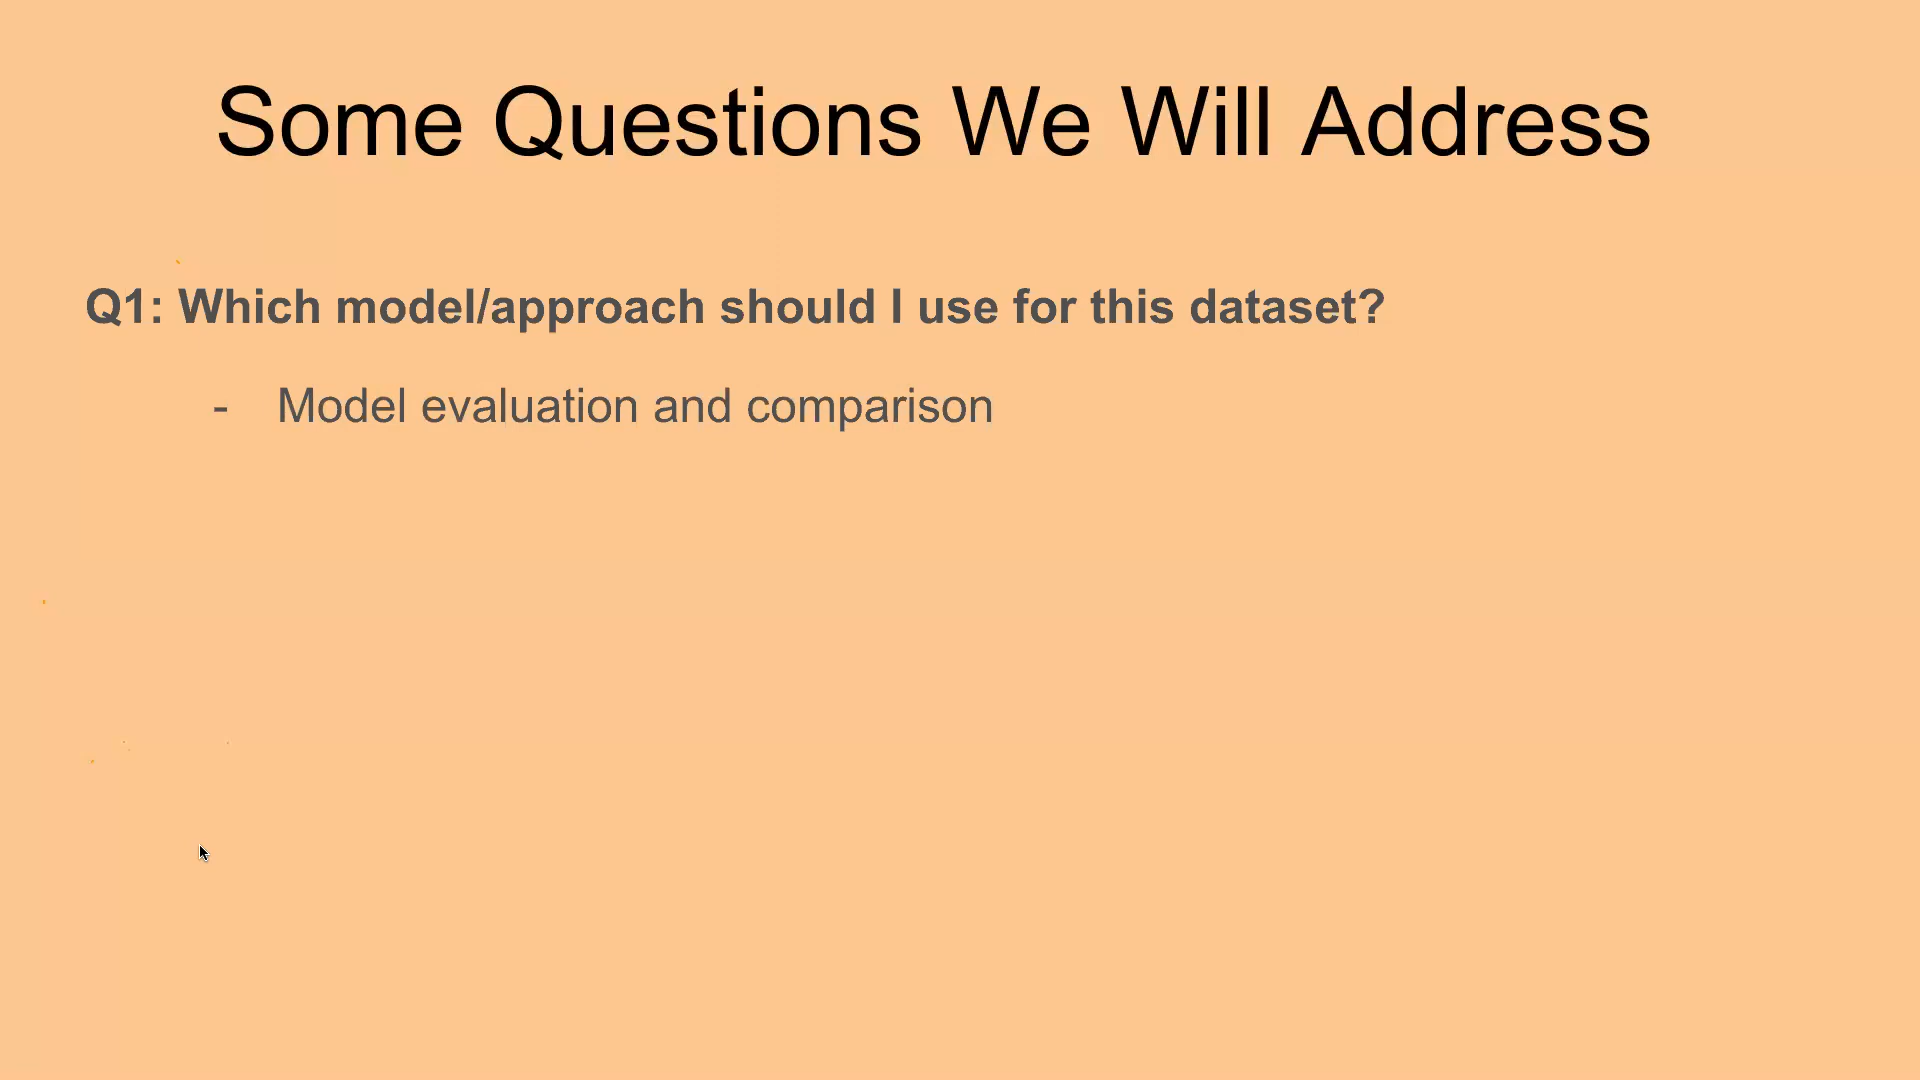 Some Questions We Will Address
Q1: Which model/approach should I use for this dataset?
- Model evaluation and comparison